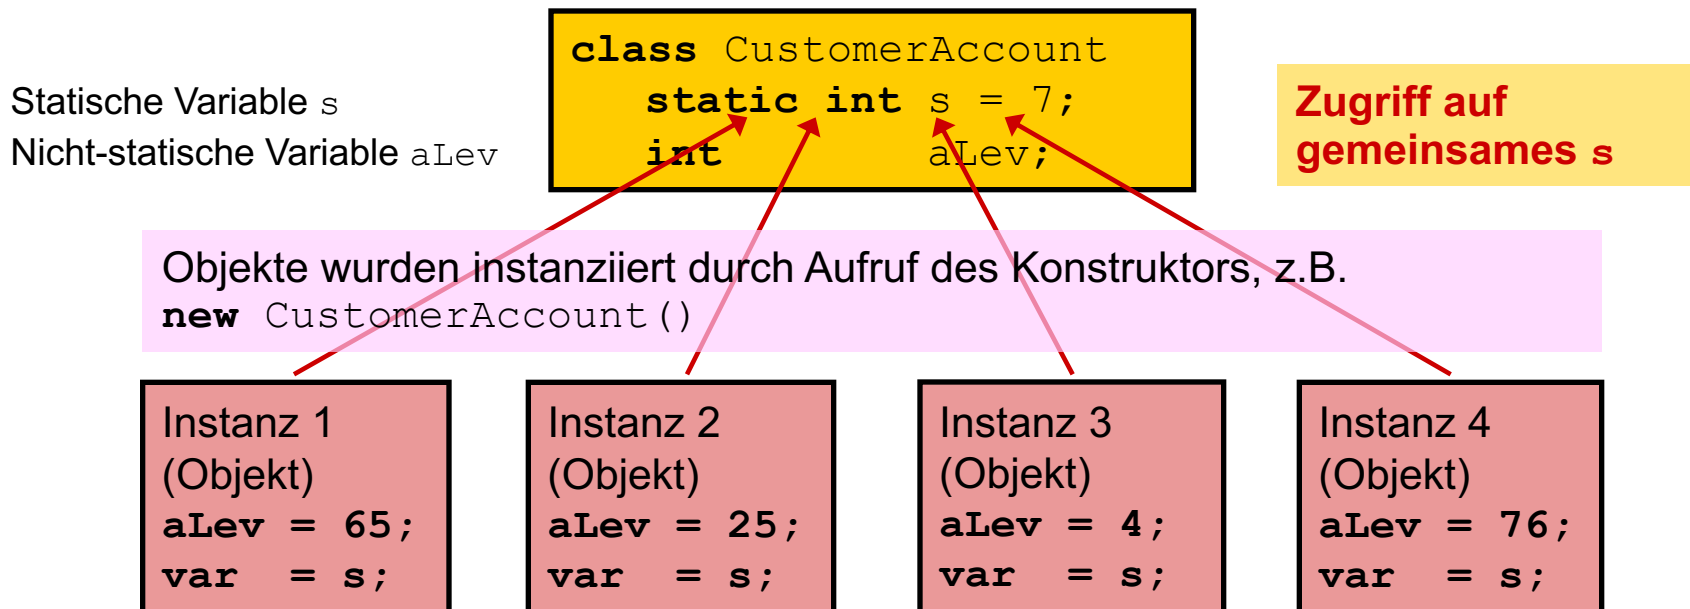 class CustomerAccount
static int s = 7;
int aLev;
Statische Variable s
Nicht-statische Variable aLev
Zugriff auf
gemeinsames s
Objekte wurden instanziiert durch Aufruf des Konstruktors, z.B.
new CustomerAccount()
Instanz 1
(Objekt)
aLev = 65;
var = s;
Instanz 2
(Objekt)
aLev = 25;
var = s;
Instanz 3
(Objekt)
aLev = 4;
var = s;
Instanz 4
(Objekt)
aLev = 76;
var = s;